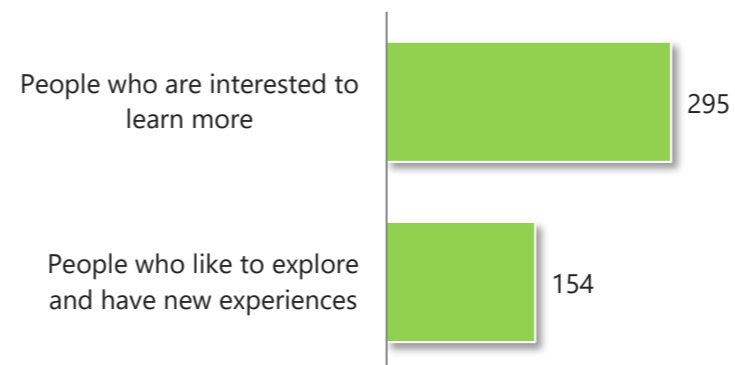 People who are interested to
learn more
295
People who like to explore
and have new experiences
154